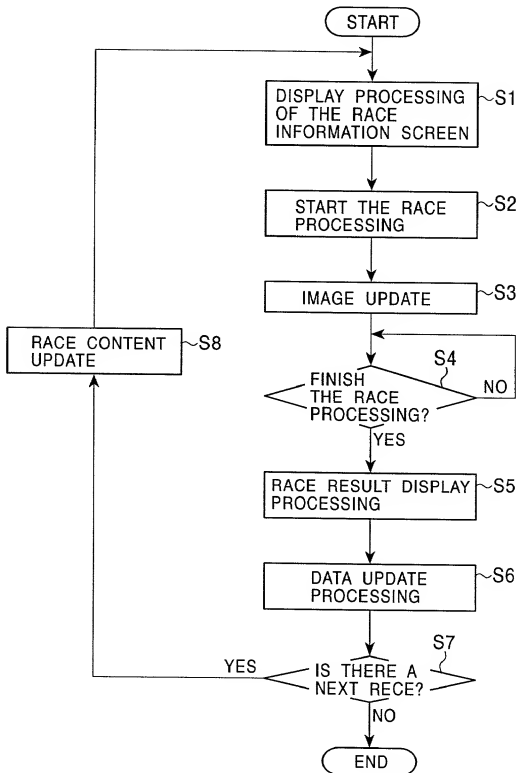 START
DISPLAY PROCESSING
OF THE RACE
INFORMATION SCREEN
S1
START THE RACE
PROCESSING
S2
IMAGE UPDATE
S3
RACE CONTENT
UPDATE
S8
S4
FINISH
THE RACE
PROCESSING?
NO
YES
RACE RESULT DISPLAY
PROCESSING
S5
DATA UPDATE
PROCESSING
S6
S7
YES
IS THERE A
NEXT RECE?
NO
END